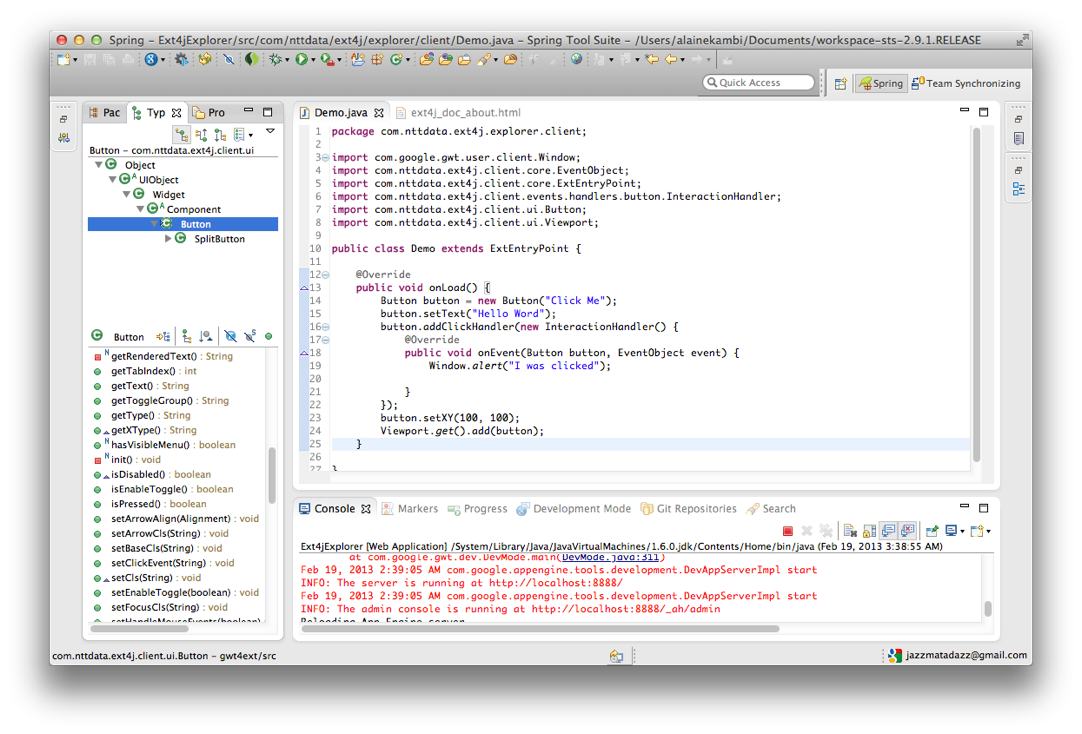 Spring - Ext4jExplorer/src/com/nttdata/ext4j/explorer/client/Demo.java - Spring Tool Suite - /Users/alainekambi/Documents/workspace-sts-2.9.1.RELEASE
Quick Access
Spring
Team Synchronizing
Pac
Typ
Pro
Button - com.nttdata.ext4j.client.ui
Object
UIObject
Widget
Component
Button
SplitButton
Button
getRenderedText() : String
getTabIndex() : int
getText() : String
getToggleGroup() : String
getType() : String
getXType() : String
hasVisibleMenu() : boolean
init() : void
isDisabled() : boolean
isEnableToggle() : boolean
isPressed() : boolean
setArrowAlign(Alignment) : void
setArrowCls(String) : void
setBaseCls(String) : void
setClickEvent(String) : void
setCls(String) : void
setEnableToggle(boolean) : void
setFocusCls(String) : void
setHandleMouseEvents(boolean)
Demo.java
ext4j_doc_about.html
1 package com.nttdata.ext4j.explorer.client;
2
3 import com.google.gwt.user.client.Window;
4 import com.nttdata.ext4j.client.core.EventObject;
5 import com.nttdata.ext4j.client.core.ExtEntryPoint;
6 import com.nttdata.ext4j.client.events.handlers.button.InteractionHandler;
7 import com.nttdata.ext4j.client.ui.Button;
8 import com.nttdata.ext4j.client.ui.Viewport;
9
10 public class Demo extends ExtEntryPoint {
11
12 @Override
13 public void onLoad() {
14 Button button = new Button("Click Me");
15 button.setText("Hello Word");
16 button.addClickHandler(new InteractionHandler() {
17 @Override
18 public void onEvent(Button button, EventObject event) {
19 Window.alert("I was clicked");
20
21 }
22 });
23 button.setXY(100, 100);
24 Viewport.get().add(button);
25 }
26
27 }
Console
Markers
Progress
Development Mode
Git Repositories
Search
Ext4jExplorer [Web Application] /System/Library/Java/JavaVirtualMachines/1.6.0.jdk/Contents/Home/bin/java (Feb 19, 2013 3:38:55 AM)
at com.google.gwt.dev.DevMode.main(DevMode.java:311)
Feb 19, 2013 2:39:05 AM com.google.appengine.tools.development.DevAppServerImpl start
INFO: The server is running at http://localhost:8888/
Feb 19, 2013 2:39:05 AM com.google.appengine.tools.development.DevAppServerImpl start
INFO: The admin console is running at http://localhost:8888/_ah/admin
Reloading App Engine server
com.nttdata.ext4j.client.ui.Button - gwt4ext/src
jazzmatadazz@gmail.com